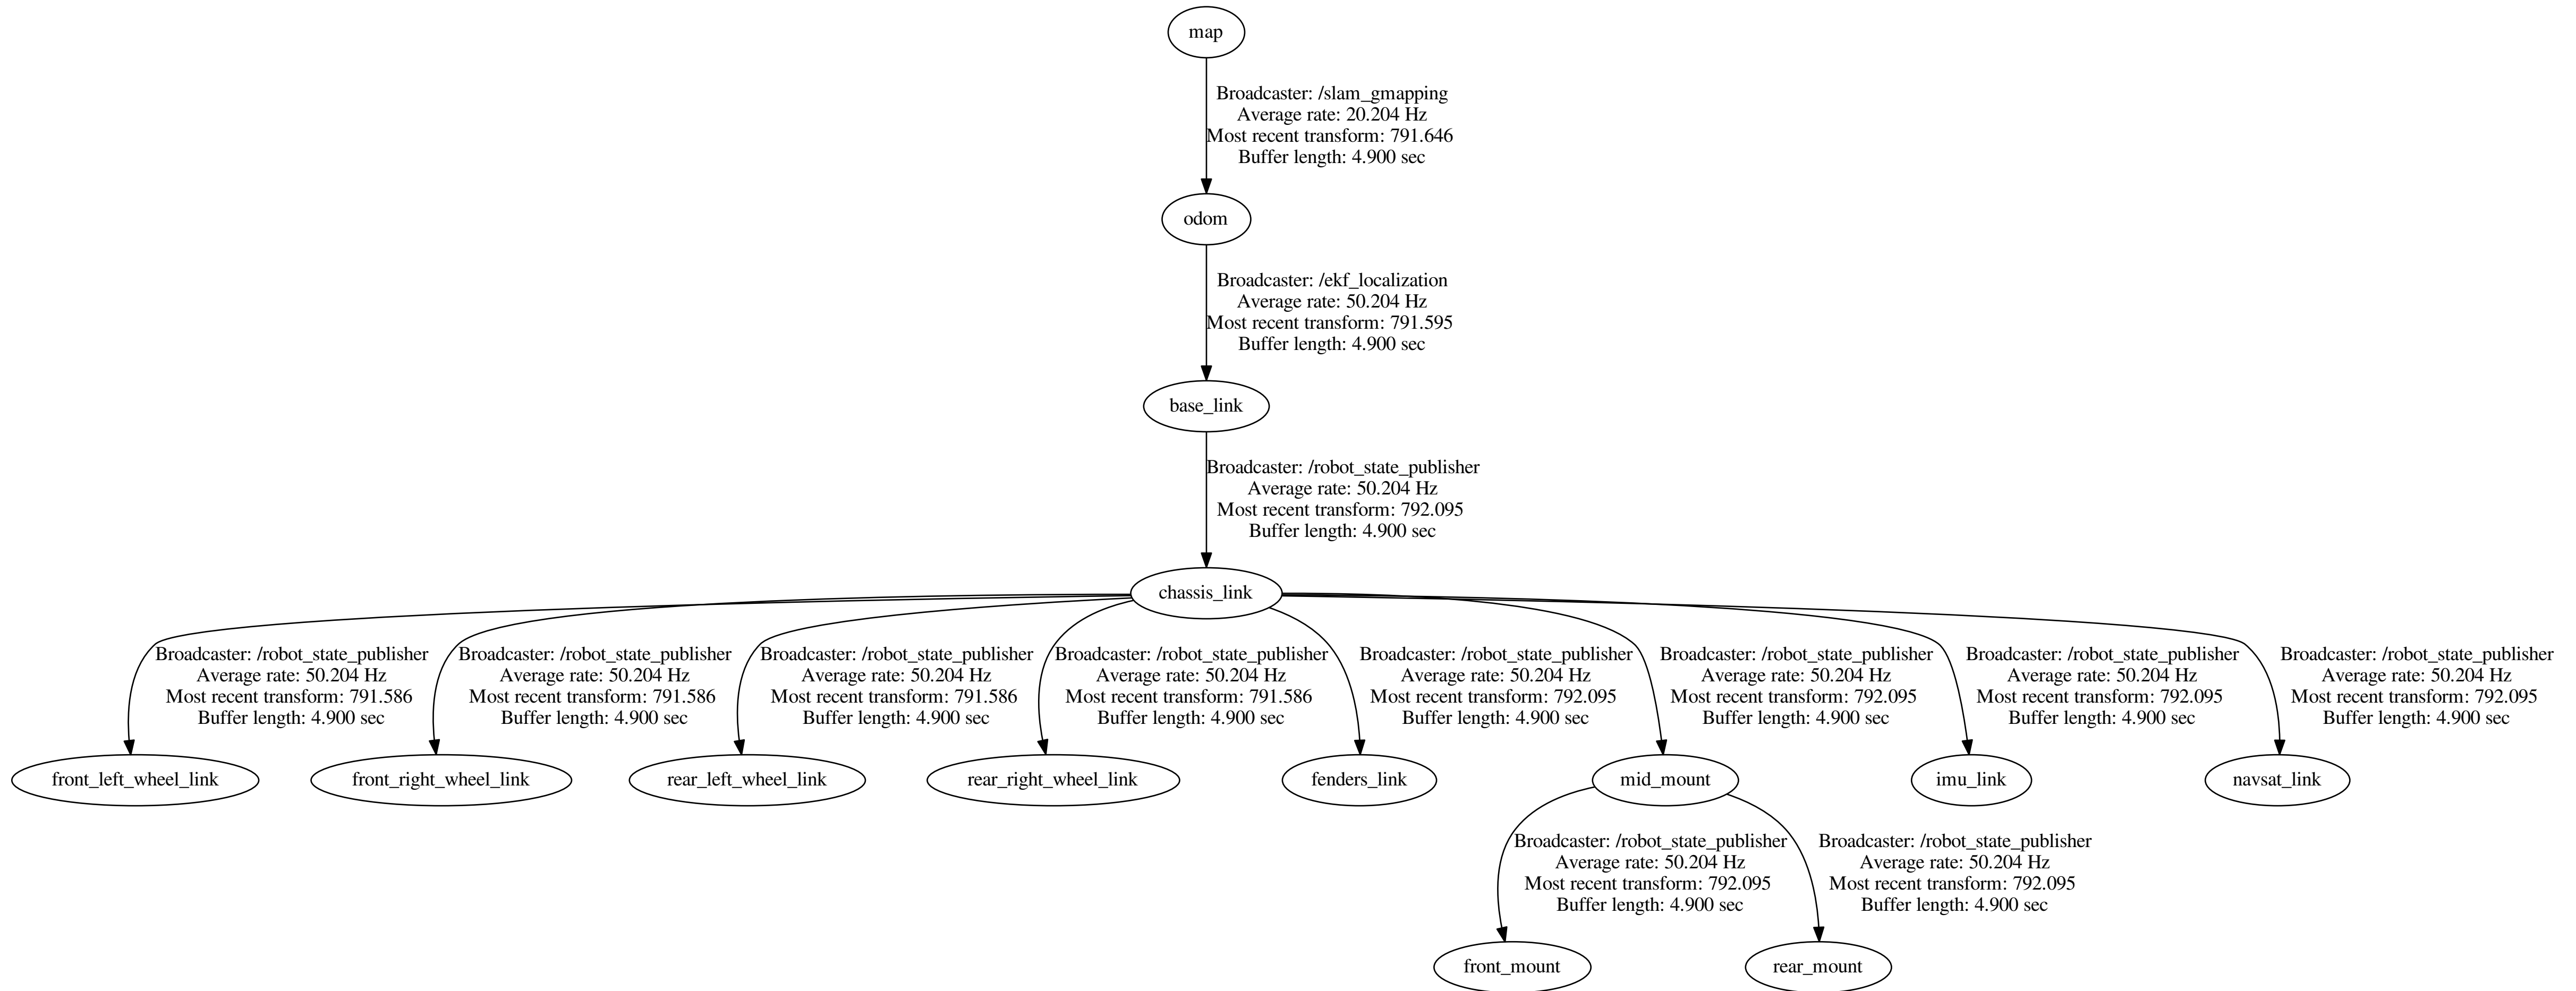 map
Broadcaster: /slam_gmapping
Average rate: 20.204 Hz
Most recent transform: 791.646
Buffer length: 4.900 sec
odom
Broadcaster: /ekf_localization
Average rate: 50.204 Hz
Most recent transform: 791.595
Buffer length: 4.900 sec
base_link
Broadcaster: /robot_state_publisher
Average rate: 50.204 Hz
Most recent transform: 792.095
Buffer length: 4.900 sec
chassis_link
Broadcaster: /robot_state_publisher
Average rate: 50.204 Hz
Most recent transform: 791.586
Buffer length: 4.900 sec
Broadcaster: /robot_state_publisher
Average rate: 50.204 Hz
Most recent transform: 791.586
Buffer length: 4.900 sec
Broadcaster: /robot_state_publisher
Average rate: 50.204 Hz
Most recent transform: 791.586
Buffer length: 4.900 sec
Broadcaster: /robot_state_publisher
Average rate: 50.204 Hz
Most recent transform: 791.586
Buffer length: 4.900 sec
Broadcaster: /robot_state_publisher
Average rate: 50.204 Hz
Most recent transform: 792.095
Buffer length: 4.900 sec
Broadcaster: /robot_state_publisher
Average rate: 50.204 Hz
Most recent transform: 792.095
Buffer length: 4.900 sec
Broadcaster: /robot_state_publisher
Average rate: 50.204 Hz
Most recent transform: 792.095
Buffer length: 4.900 sec
Broadcaster: /robot_state_publisher
Average rate: 50.204 Hz
Most recent transform: 792.095
Buffer length: 4.900 sec
front_left_wheel_link
front_right_wheel_link
rear_left_wheel_link
rear_right_wheel_link
fenders_link
mid_mount
imu_link
navsat_link
Broadcaster: /robot_state_publisher
Average rate: 50.204 Hz
Most recent transform: 792.095
Buffer length: 4.900 sec
Broadcaster: /robot_state_publisher
Average rate: 50.204 Hz
Most recent transform: 792.095
Buffer length: 4.900 sec
front_mount
rear_mount